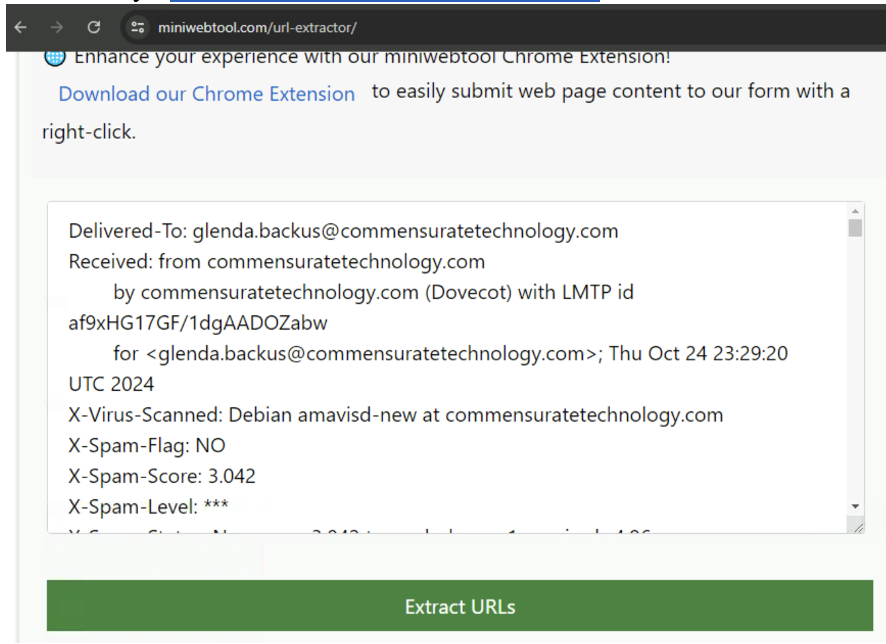 miniwebtool.com/url-extractor/
Enhance your experience with our miniwebtool Chrome Extension!
Download our Chrome Extension to easily submit web page content to our form with a
right-click.
Delivered-To: glenda.backus@commensuratetechnology.com
Received: from commensuratetechnology.com
by commensuratetechnology.com (Dovecot) with LMTP id
af9xHG17GF/1dgAADOZabw
for <glenda.backus@commensuratetechnology.com>; Thu Oct 24 23:29:20
UTC 2024
X-Virus-Scanned: Debian amavisd-new at commensuratetechnology.com
X-Spam-Flag: NO
X-Spam-Score: 3.042
X-Spam-Level: ***
Extract URLs